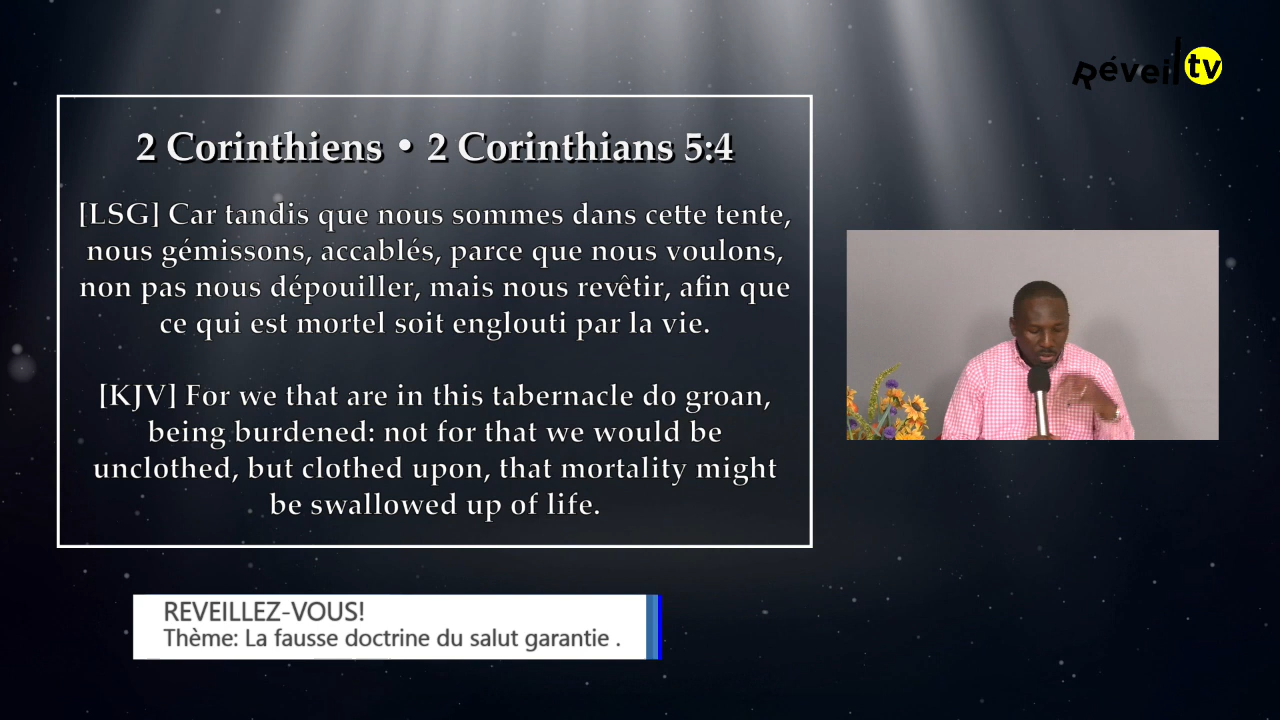 Réveil tv
2 Corinthiens • 2 Corinthians 5:4
[LSG] Car tandis que nous sommes dans cette tente,
nous gémissons, accablés, parce que nous voulons,
non pas nous dépouiller, mais nous revêtir, afin que
ce qui est mortel soit englouti par la vie.
[KJV] For we that are in this tabernacle do groan,
being burdened: not for that we would be
unclothed, but clothed upon, that mortality might
be swallowed up of life.
REVEILLEZ-VOUS!
Thème: La fausse doctrine du salut garantie .